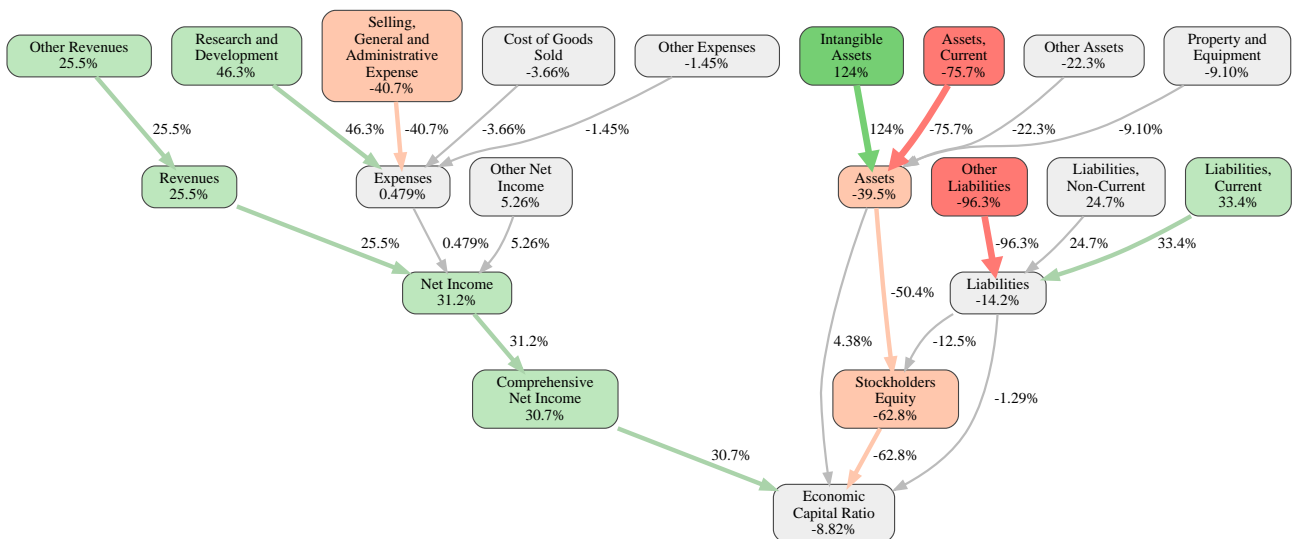 Other Revenues
25.5%
Research and
Development
46.3%
Selling,
General and
Administrative
Expense
-40.7%
Cost of Goods
Sold
-3.66%
Other Expenses
-1.45%
Intangible
Assets
124%
Assets,
Current
-75.7%
Other Assets
-22.3%
Property and
Equipment
-9.10%
25.5%
46.3%
-40.7%
-3.66%
-1.45%
124%
-75.7%
-22.3%
-9.10%
Revenues
25.5%
Expenses
0.479%
Other Net
Income
5.26%
Assets
-39.5%
Other
Liabilities
-96.3%
Liabilities,
Non-Current
24.7%
Liabilities,
Current
33.4%
25.5%
0.479%
5.26%
-96.3%
24.7%
33.4%
Net Income
31.2%
-50.4%
Liabilities
-14.2%
31.2%
4.38%
-12.5%
Comprehensive
Net Income
30.7%
Stockholders
Equity
-62.8%
-1.29%
30.7%
-62.8%
Economic
Capital Ratio
-8.82%